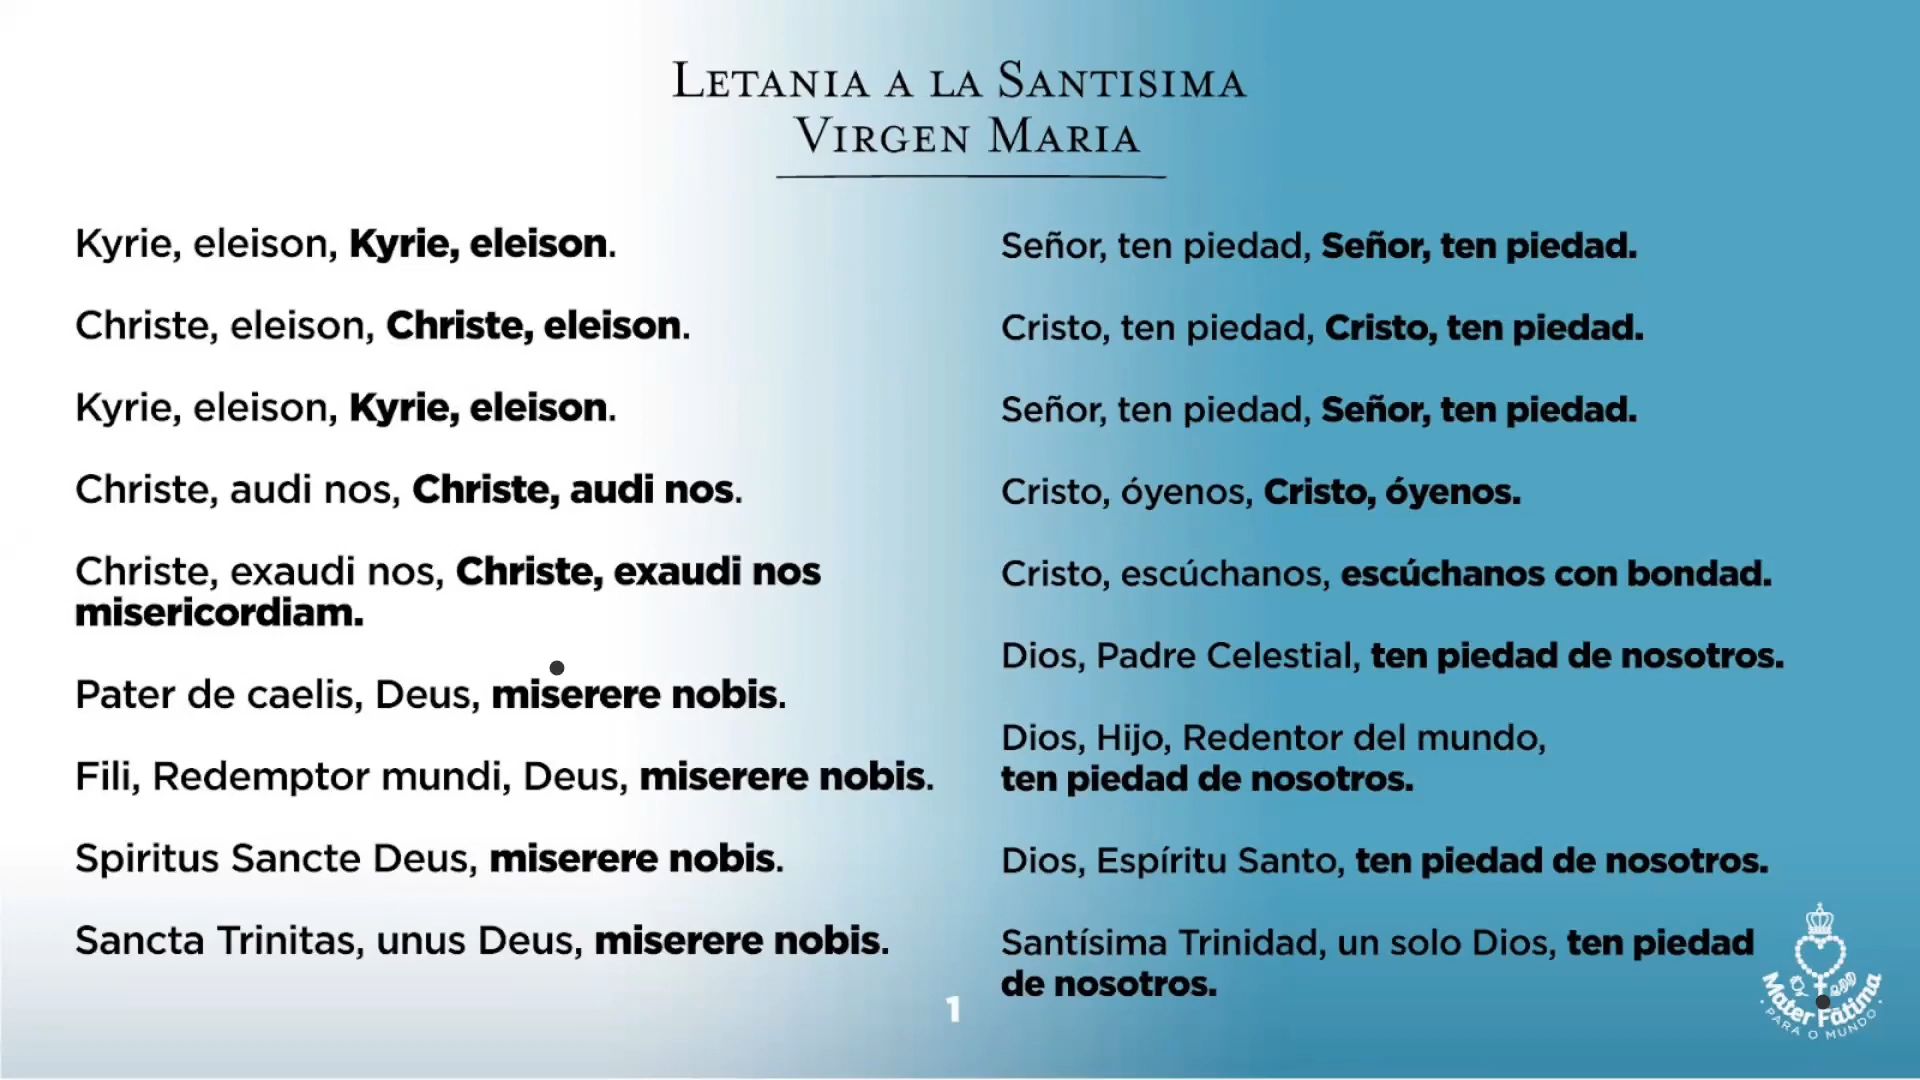 LETANIA A LA SANTISIMA
VIRGEN MARIA
Kyrie, eleison, Kyrie, eleison.
Christe, eleison, Christe, eleison.
Kyrie, eleison, Kyrie, eleison.
Christe, audi nos, Christe, audi nos.
Christe, exaudi nos, Christe, exaudi nos
misericordiam.
Pater de caelis, Deus, miserere nobis.
Fili, Redemptor mundi, Deus, miserere nobis.
Spiritus Sancte Deus, miserere nobis.
Sancta Trinitas, unus Deus, miserere nobis.
Señor, ten piedad, Señor, ten piedad.
Cristo, ten piedad, Cristo, ten piedad.
Señor, ten piedad, Señor, ten piedad.
Cristo, óyenos, Cristo, óyenos.
Cristo, escúchanos, escúchanos con bondad.
Dios, Padre Celestial, ten piedad de nosotros.
Dios, Hijo, Redentor del mundo,
ten piedad de nosotros.
Dios, Espíritu Santo, ten piedad de nosotros.
Santísima Trinidad, un solo Dios, ten piedad
de nosotros.
1
Mater Fátima
PARA O MUNDO